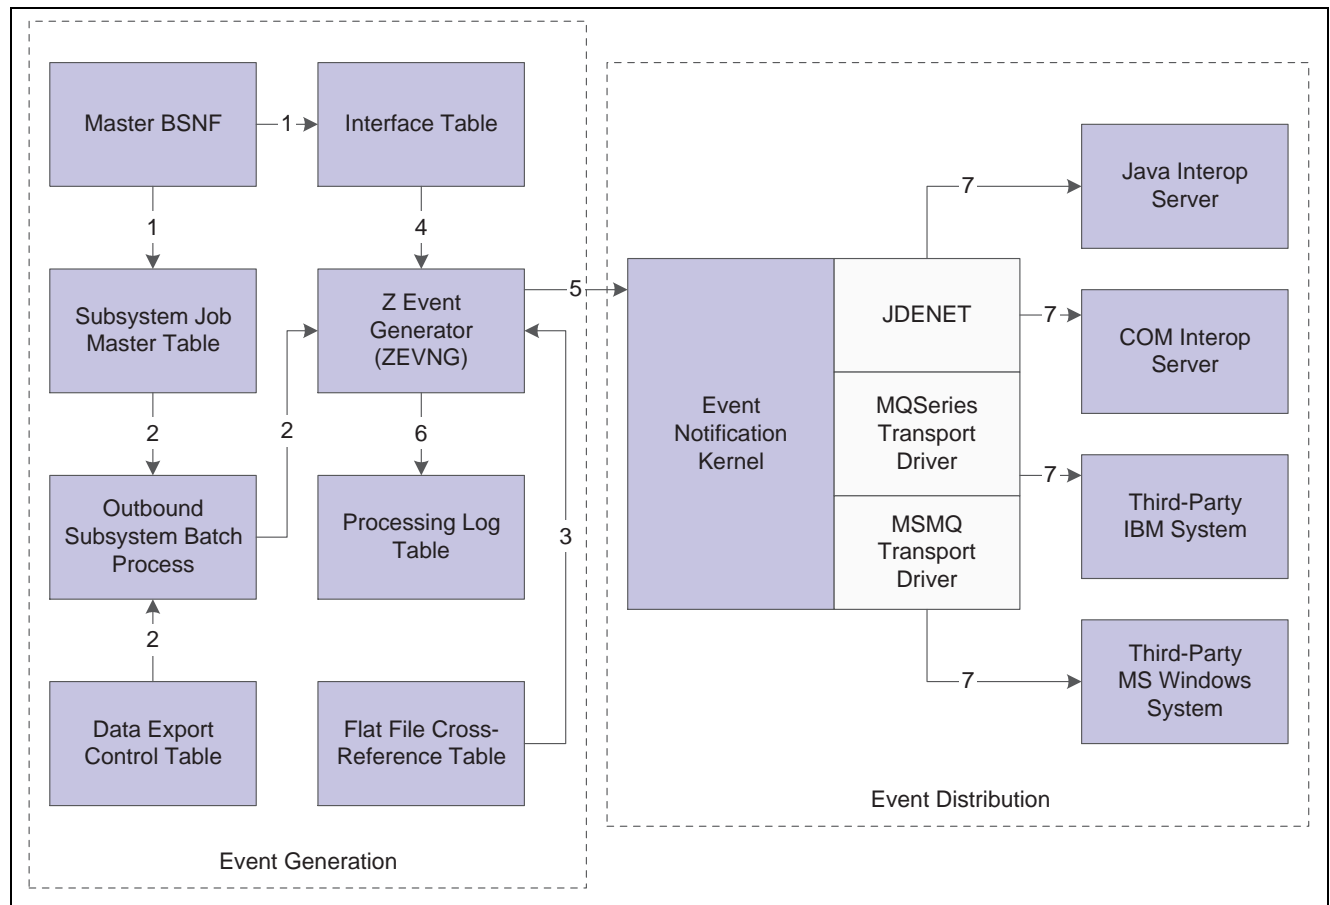 Master BSNF
1
Interface Table
1
4
Subsystem Job
Master Table
Z Event
Generator
(ZEVNG)
5
2
2
6
3
Outbound
Subsystem Batch
Process
Processing Log
Table
2
Data Export
Control Table
Flat File Cross-
Reference Table
Event Generation
Event
Notification
Kernel
JDENET
MQSeries
Transport
Driver
MSMQ
Transport
Driver
7
Java Interop
Server
7
COM Interop
Server
7
Third-Party
IBM System
7
Third-Party
MS Windows
System
Event Distribution